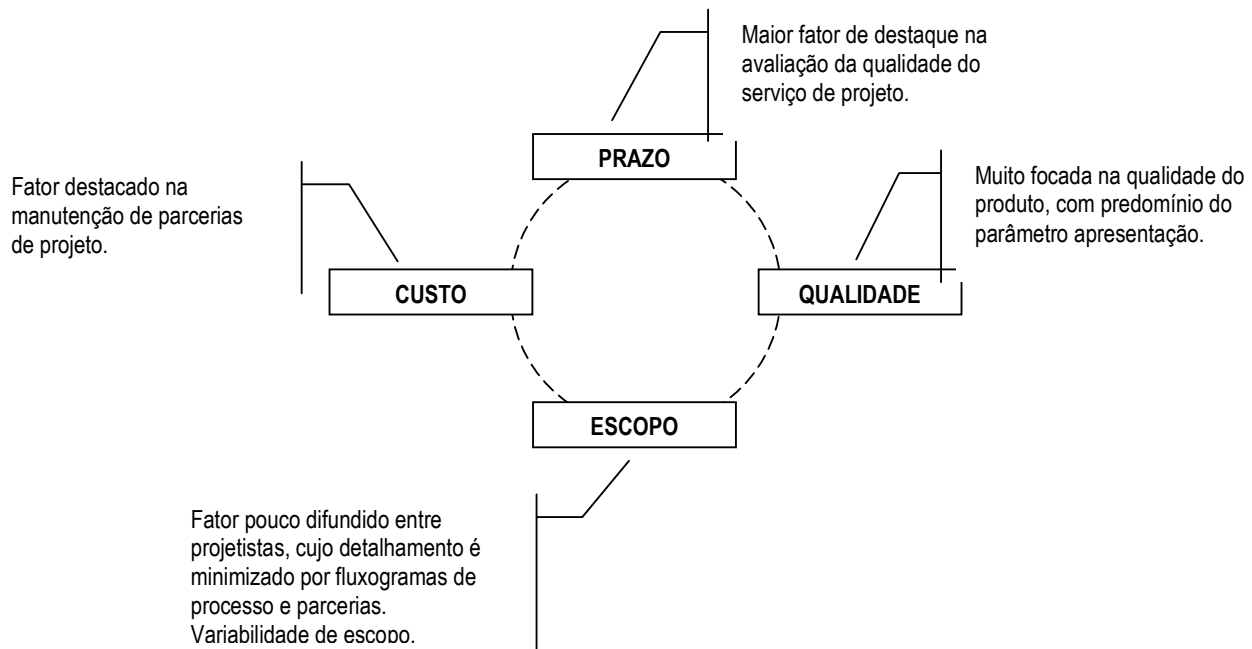 Maior fator de destaque na
avaliação da qualidade do
serviço de projeto.
PRAZO
Fator destacado na
manutenção de parcerias
de projeto.
Muito focada na qualidade do
produto, com predomínio do
parâmetro apresentação.
CUSTO
QUALIDADE
ESCOPO
Fator pouco difundido entre
projetistas, cujo detalhamento é
minimizado por fluxogramas de
processo e parcerias.
Variabilidade de escopo.